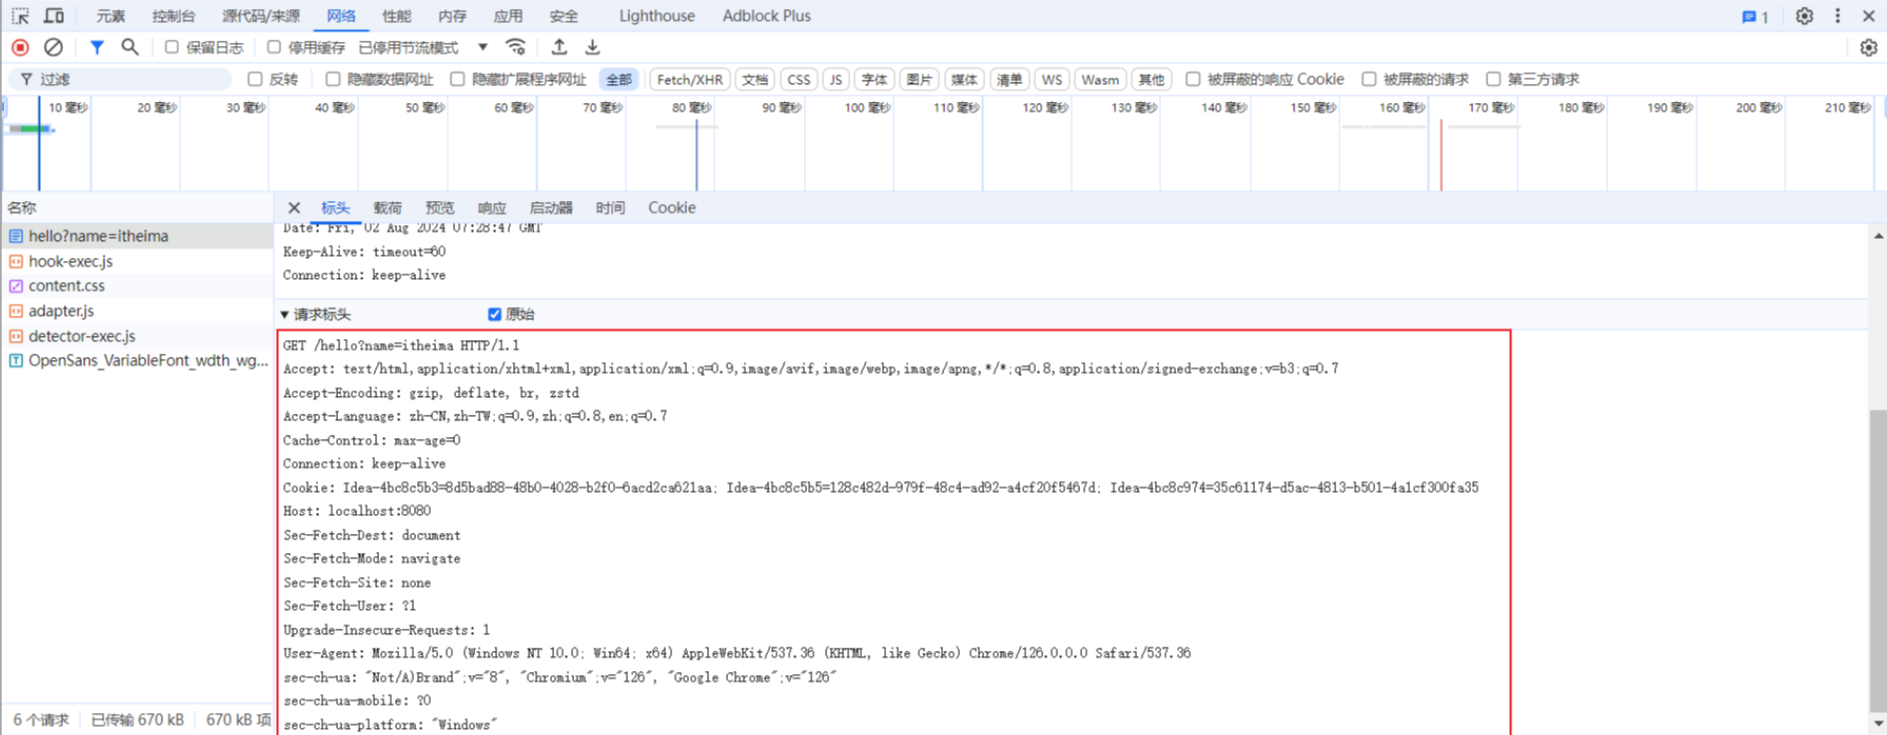 元素 控制台 源代码/来源 网络 性能 内存 应用 安全 Lighthouse Adblock Plus 1
保留日志 停用缓存 已停用节流模式
过滤 反转 隐藏数据网址 隐藏扩展程序网址 全部 Fetch/XHR 文档 CSS JS 字体 图片 媒体 清单 WS Wasm 其他 被屏蔽的响应 Cookie 被屏蔽的请求 第三方请求
10 毫秒 20 毫秒 30 毫秒 40 毫秒 50 毫秒 60 毫秒 70 毫秒 80 毫秒 90 毫秒 100 毫秒 110 毫秒 120 毫秒 130 毫秒 140 毫秒 150 毫秒 160 毫秒 170 毫秒 180 毫秒 190 毫秒 200 毫秒 210 毫秒
名称
hello?name=itheima
hook-exec.js
content.css
adapter.js
detector-exec.js
OpenSans_VariableFont_wdth_wg...
6 个请求 已传输 670 kB 670 kB 项
标头 载荷 预览 响应 启动器 时间 Cookie
Date: Fri, 02 Aug 2024 07:28:47 GMT
Keep-Alive: timeout=60
Connection: keep-alive
请求标头 原始
GET /hello?name=itheima HTTP/1.1
Accept: text/html,application/xhtml+xml,application/xml;q=0.9,image/avif,image/webp,image/apng,*/*;q=0.8,application/signed-exchange;v=b3;q=0.7
Accept-Encoding: gzip, deflate, br, zstd
Accept-Language: zh-CN,zh-TW;q=0.9,zh;q=0.8,en;q=0.7
Cache-Control: max-age=0
Connection: keep-alive
Cookie: Idea-4bc8c5b3=8d5bad88-48b0-4028-b2f0-6acd2ca621aa; Idea-4bc8c5b5=128c482d-979f-48c4-ad92-a4cf20f5467d; Idea-4bc8c974=35c61174-d5ac-4813-b501-4a1cf300fa35
Host: localhost:8080
Sec-Fetch-Dest: document
Sec-Fetch-Mode: navigate
Sec-Fetch-Site: none
Sec-Fetch-User: ?1
Upgrade-Insecure-Requests: 1
User-Agent: Mozilla/5.0 (Windows NT 10.0; Win64; x64) AppleWebKit/537.36 (KHTML, like Gecko) Chrome/126.0.0.0 Safari/537.36
sec-ch-ua: "Not/A)Brand";v="8", "Chromium";v="126", "Google Chrome";v="126"
sec-ch-ua-mobile: ?0
sec-ch-ua-platform: "Windows"